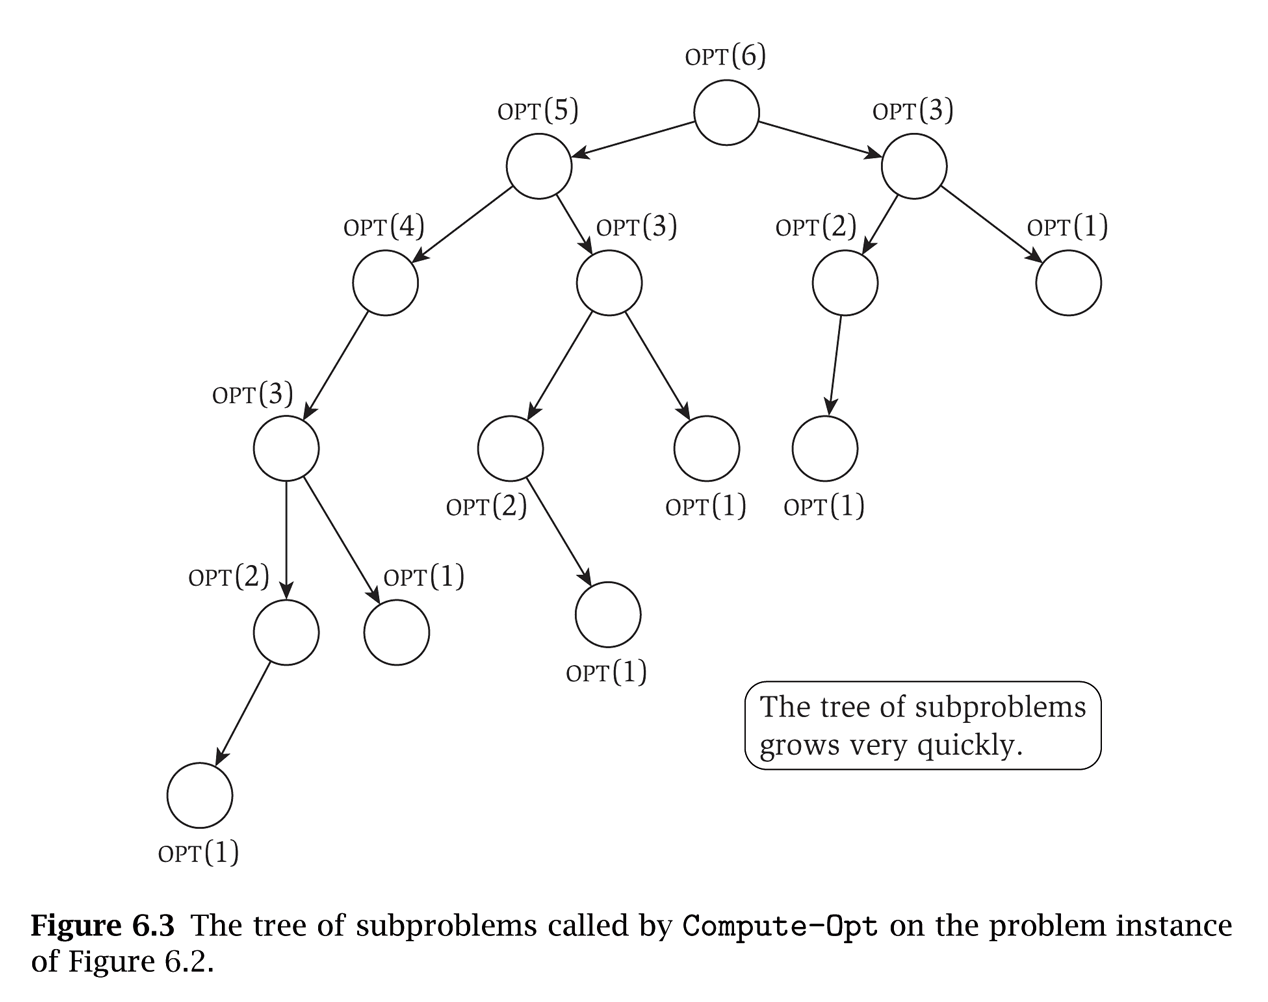 OPT(6)
OPT(5)
OPT(3)
OPT(4)
OPT(3)
OPT(2)
OPT(1)
OPT(3)
OPT(2)
OPT(1)
OPT(1)
OPT(2)
OPT(1)
OPT(1)
The tree of subproblems
grows very quickly.
OPT(1)
Figure 6.3 The tree of subproblems called by Compute-Opt on the problem instance
of Figure 6.2.